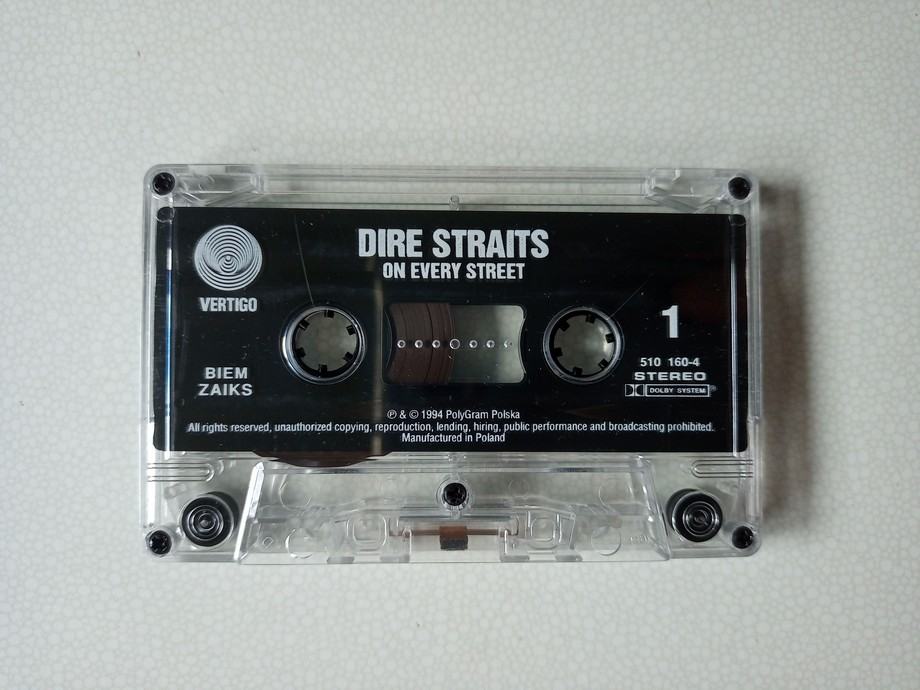 DIRE STRAITS
ON EVERY STREET
VERTIGO
1
BIEM
ZAIKS
510 160-4
STEREO
DOLBY SYSTEM®
℗ & © 1994 PolyGram Polska
All rights reserved, unauthorized copying, reproduction, lending, hiring, public performance and broadcasting prohibited.
Manufactured in Poland